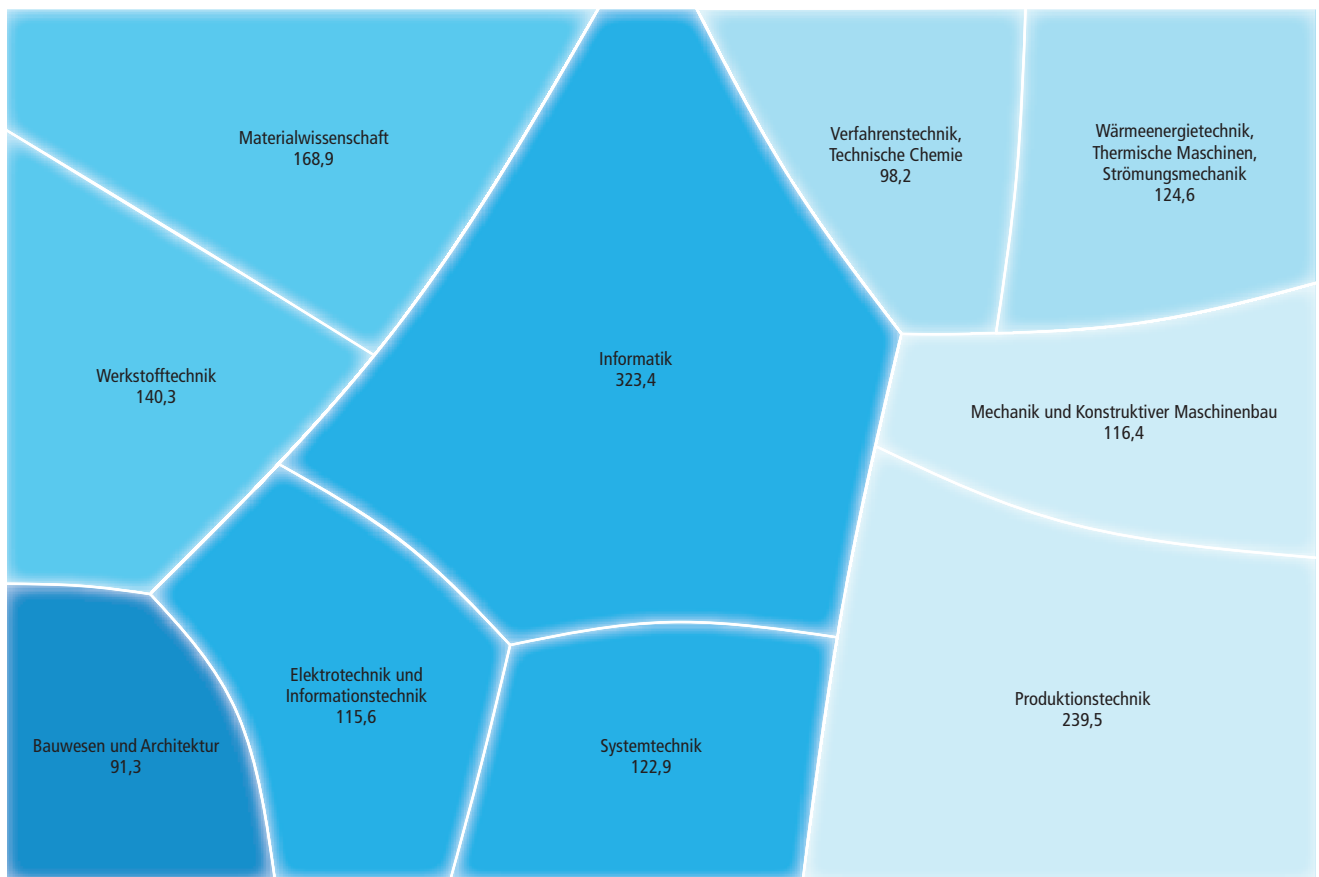 Materialwissenschaft
168,9
Verfahrenstechnik,
Technische Chemie
98,2
Wärmeenergietechnik,
Thermische Maschinen,
Strömungsmechanik
124,6
Werkstofftechnik
140,3
Informatik
323,4
Mechanik und Konstruktiver Maschinenbau
116,4
Elektrotechnik und
Informationstechnik
115,6
Bauwesen und Architektur
91,3
Systemtechnik
122,9
Produktionstechnik
239,5